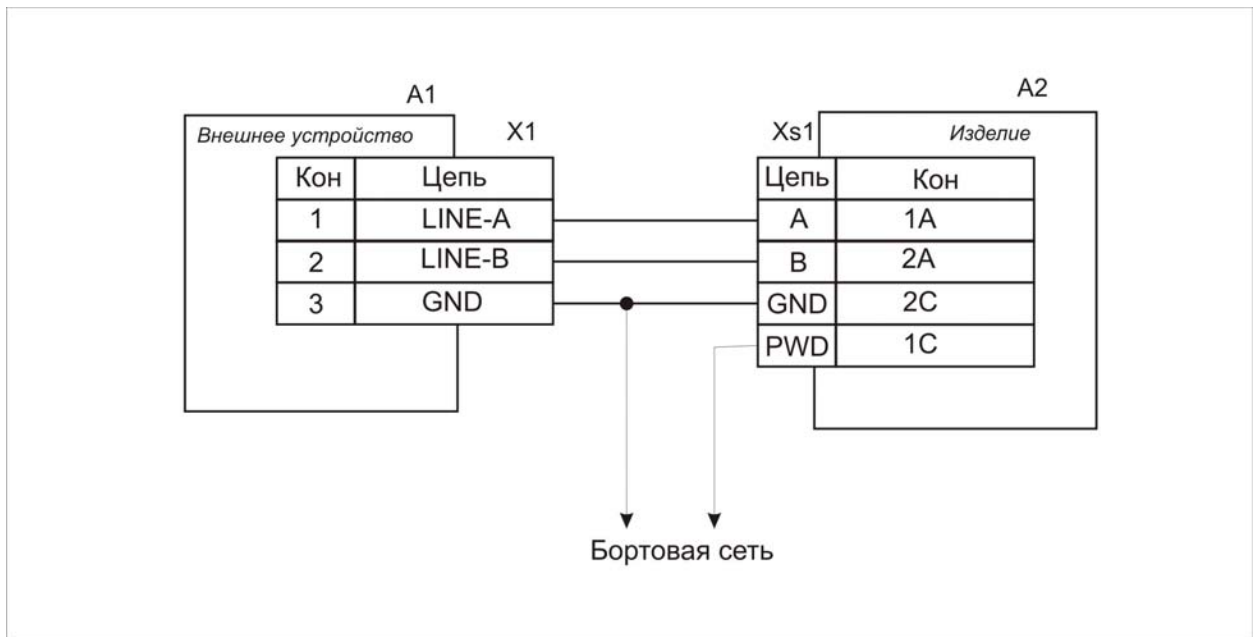 A1
Внешнее устройство
X1
Кон Цепь
1 LINE-A
2 LINE-B
3 GND
A2
Xs1
Изделие
Цепь Кон
A 1A
B 2A
GND 2C
PWD 1C
Бортовая сеть